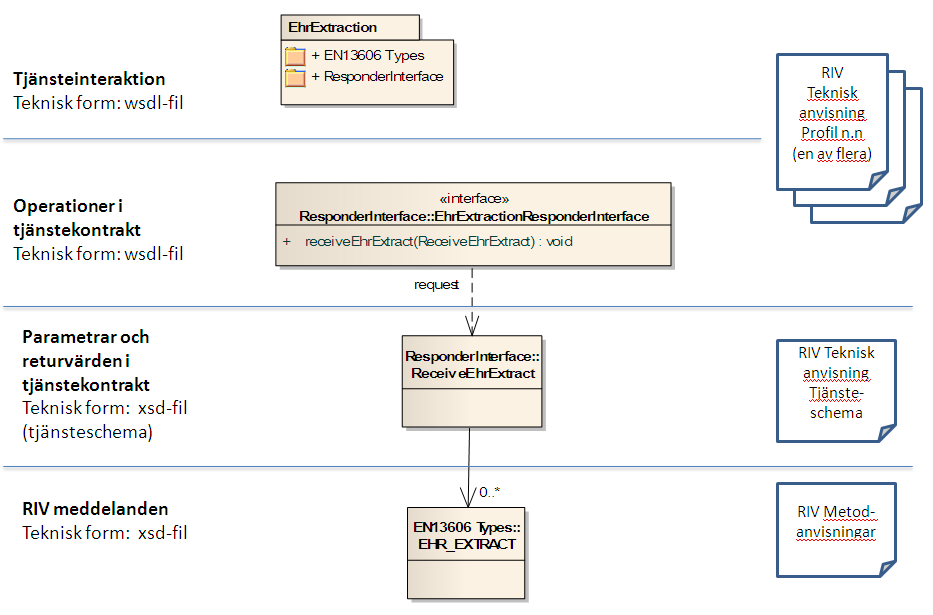 EhrExtraction
+ EN13606 Types
+ ResponderInterface
Tjänsteinteraktion
Teknisk form: wsdl-fil
RIV
Teknisk
anvisning
Profil n.n
(en av flera)
Operationer i
tjänstekontrakt
Teknisk form: wsdl-fil
«interface»
ResponderInterface::EhrExtractionResponderInterface
+ receiveEhrExtract(ReceiveEhrExtract) : void
request
Parametrar och
returvärden i
tjänstekontrakt
Teknisk form: xsd-fil
(tjänsteschema)
ResponderInterface::
ReceiveEhrExtract
RIV Teknisk
anvisning
Tjänste-
schema
0..*
RIV meddelanden
Teknisk form: xsd-fil
EN13606 Types::
EHR_EXTRACT
RIV Metod-
anvisningar